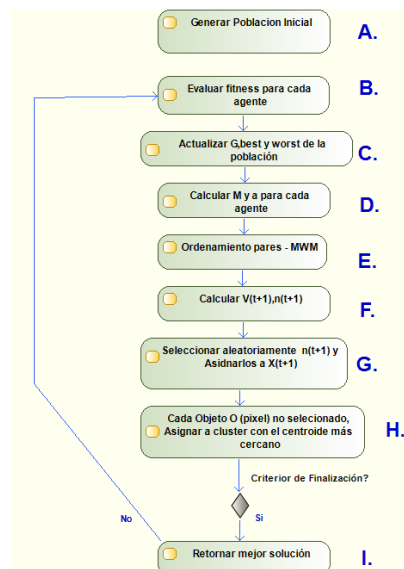 Generar Poblacion Inicial
A.
Evaluar fitness para cada
agente
B.
Actualizar G,best y worst de la
población
C.
Calcular M y a para cada
agente
D.
Ordenamiento pares - MWM
E.
Calcular V(t+1),n(t+1)
F.
Seleccionar aleatoriamente n(t+1) y
Asidnarlos a X(t+1)
G.
Cada Objeto O (pixel) no selecionado,
Asignar a cluster con el centroide más
cercano
H.
Criterior de Finalización?
No
Si
Retornar mejor solución
I.